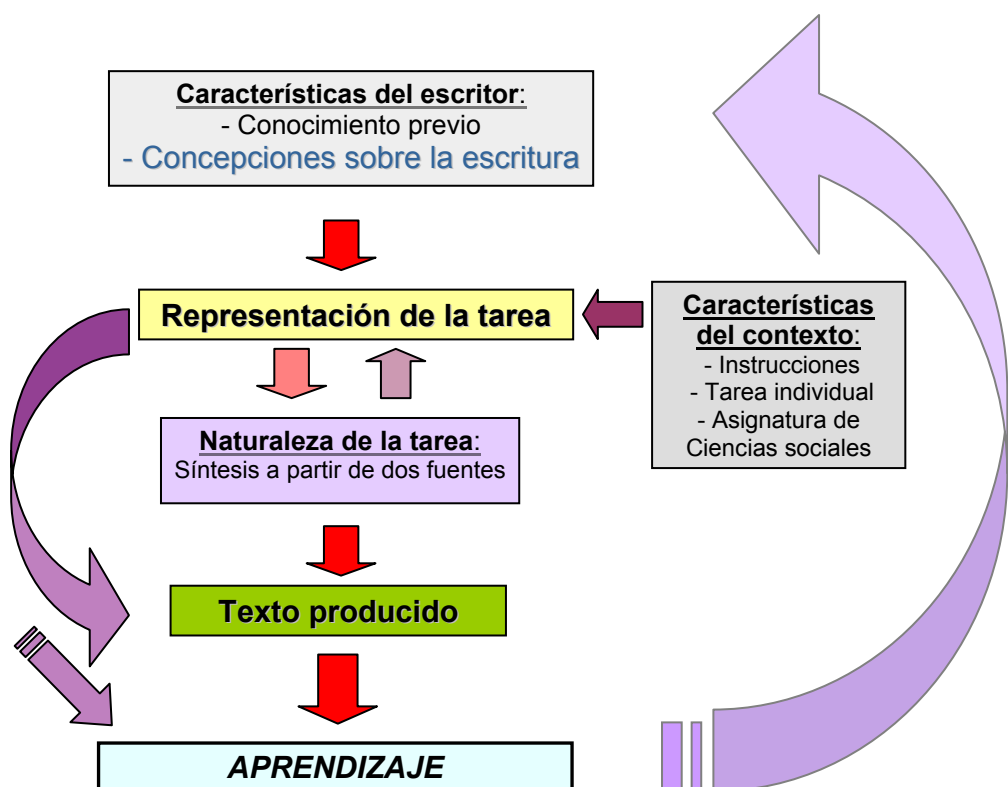 Características del escritor:
- Conocimiento previo
- Concepciones sobre la escritura
Representación de la tarea
Características
del contexto:
- Instrucciones
- Tarea individual
- Asignatura de
Ciencias sociales
Naturaleza de la tarea:
Síntesis a partir de dos fuentes
Texto producido
APRENDIZAJE